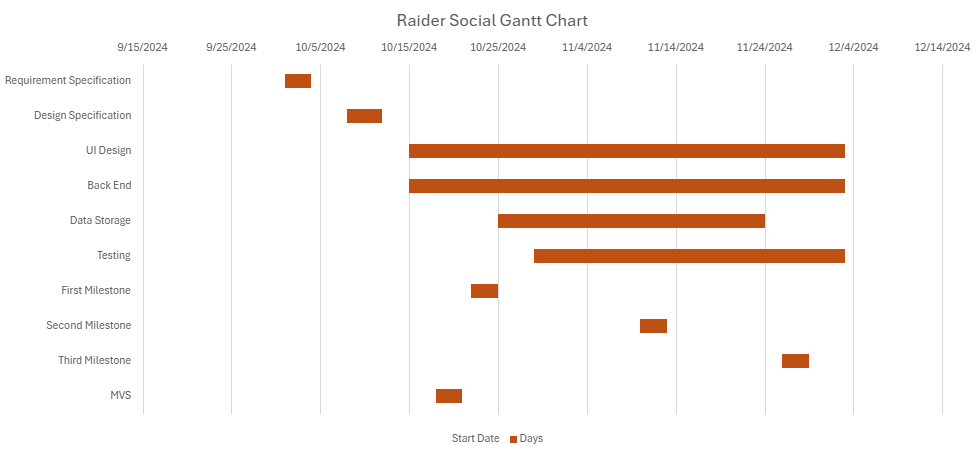 Raider Social Gantt Chart
9/15/2024 9/25/2024 10/5/2024 10/15/2024 10/25/2024 11/4/2024 11/14/2024 11/24/2024 12/4/2024 12/14/2024
Requirement Specification
Design Specification
UI Design
Back End
Data Storage
Testing
First Milestone
Second Milestone
Third Milestone
MVS
Start Date Days